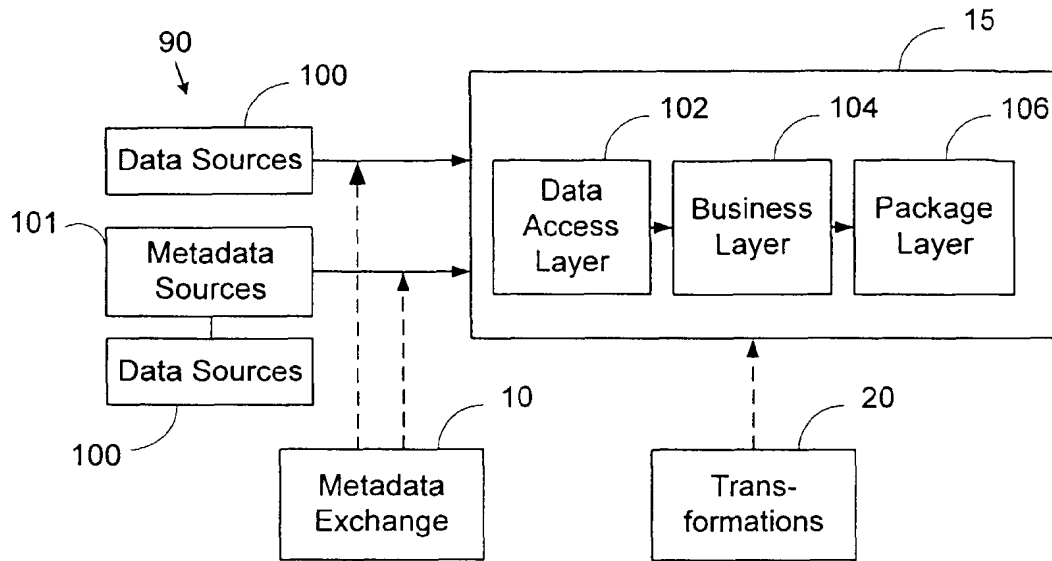 90
100
15
Data Sources
102
104
106
Data
Access
Layer
Business
Layer
Package
Layer
101
Metadata
Sources
Data Sources
100
10
20
Metadata
Exchange
Trans-
formations